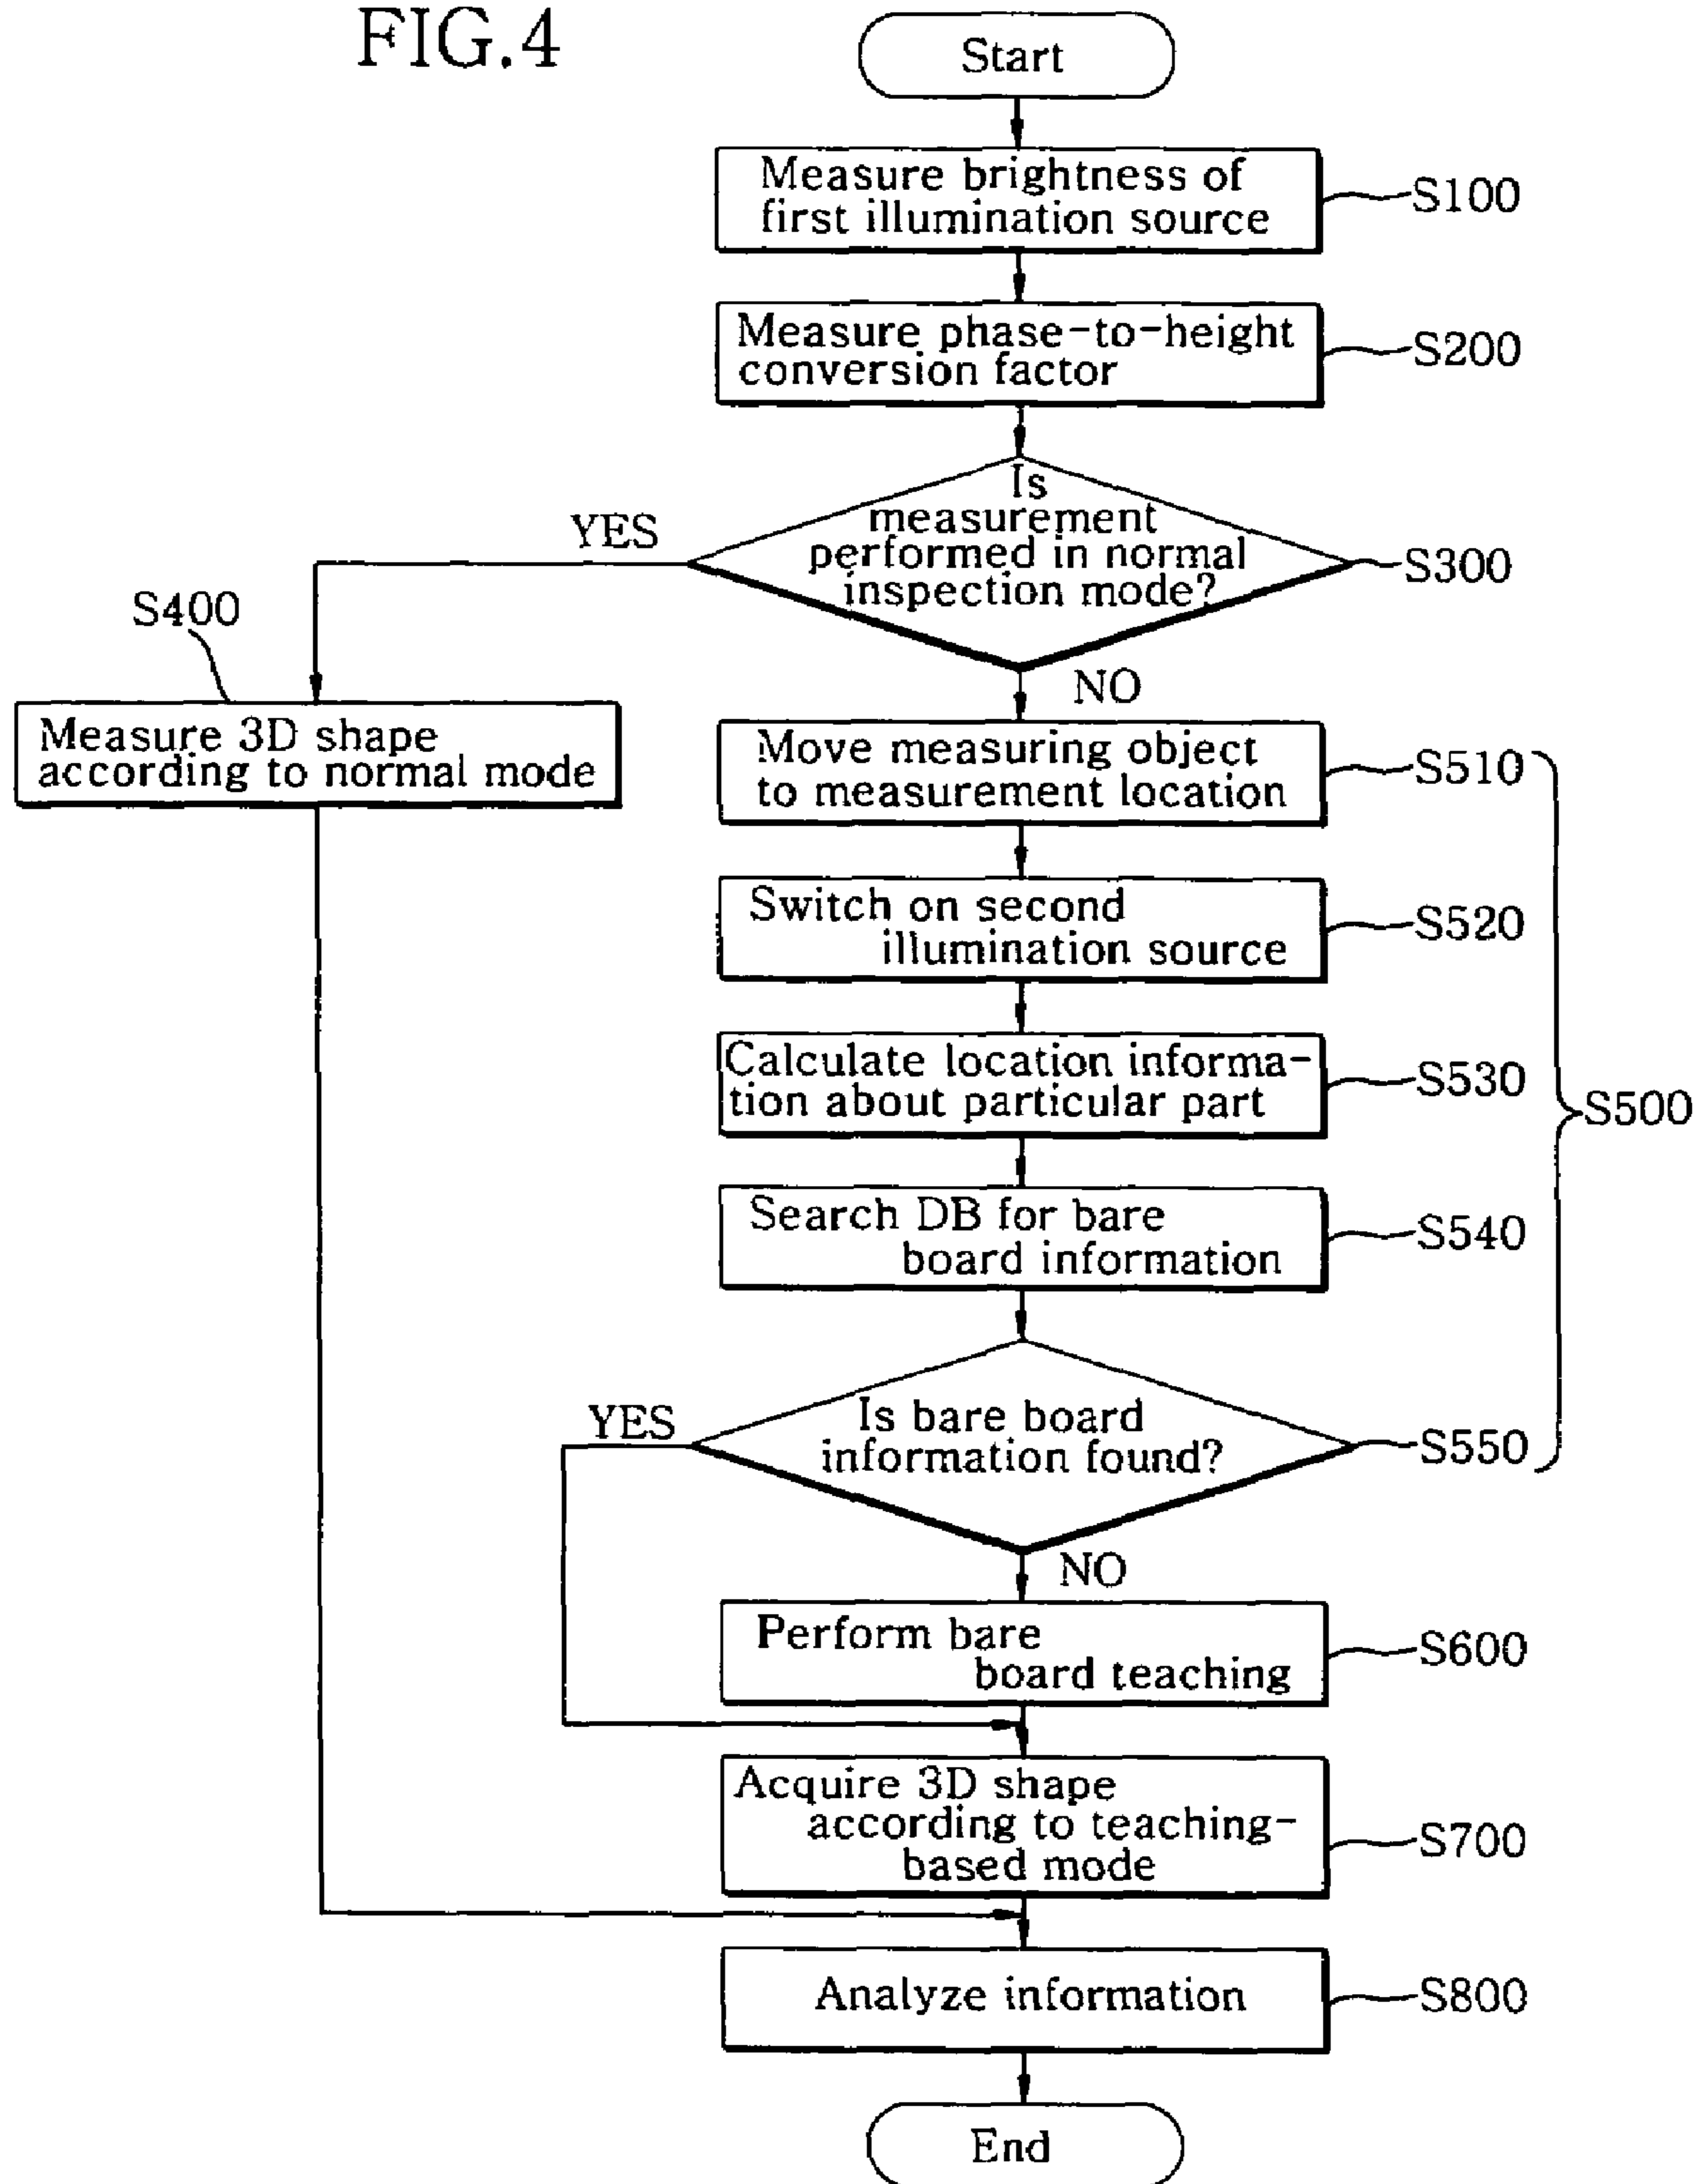 FIG.4
Start
Measure brightness of
first illumination source
S100
Measure phase-to-height
conversion factor
S200
Is
measurement
performed in normal
inspection mode?
S300
YES
NO
S400
Measure 3D shape
according to normal mode
Move measuring object
to measurement location
S510
Switch on second
illumination source
S520
Calculate location informa-
tion about particular part
S530
S500
Search DB for bare
board information
S540
Is bare board
information found?
S550
YES
NO
Perform bare
board teaching
S600
Acquire 3D shape
according to teaching-
based mode
S700
Analyze information
S800
End